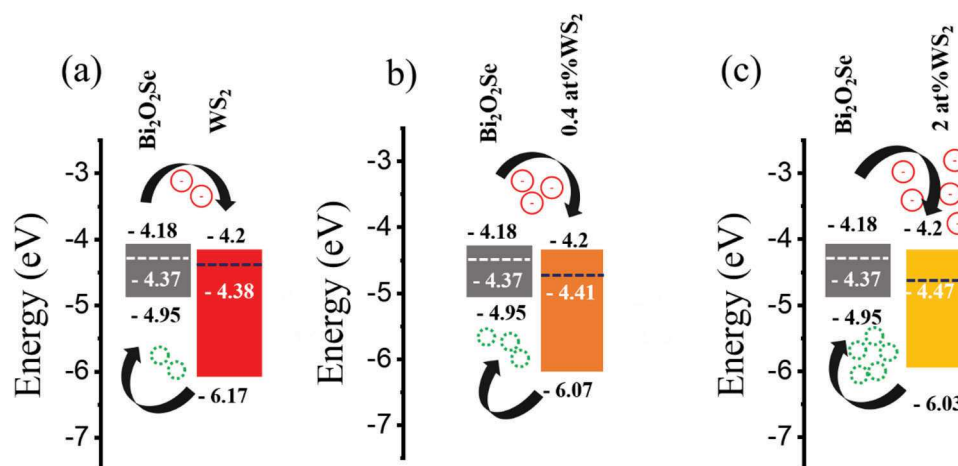 (a)
Bi₂O₂Se
WS₂
Energy (eV)
-3
-4
-5
-6
-7
- 4.18
- 4.2
- 4.37
- 4.38
- 4.95
- 6.17
b)
Bi₂O₂Se
0.4 at%WS₂
Energy (eV)
-3
-4
-5
-6
-7
- 4.18
- 4.2
- 4.37
- 4.41
- 4.95
- 6.07
(c)
Bi₂O₂Se
2 at%WS₂
Energy (eV)
-3
-4
-5
-6
-7
- 4.18
- 4.2
- 4.37
- 4.47
- 4.95
- 6.03